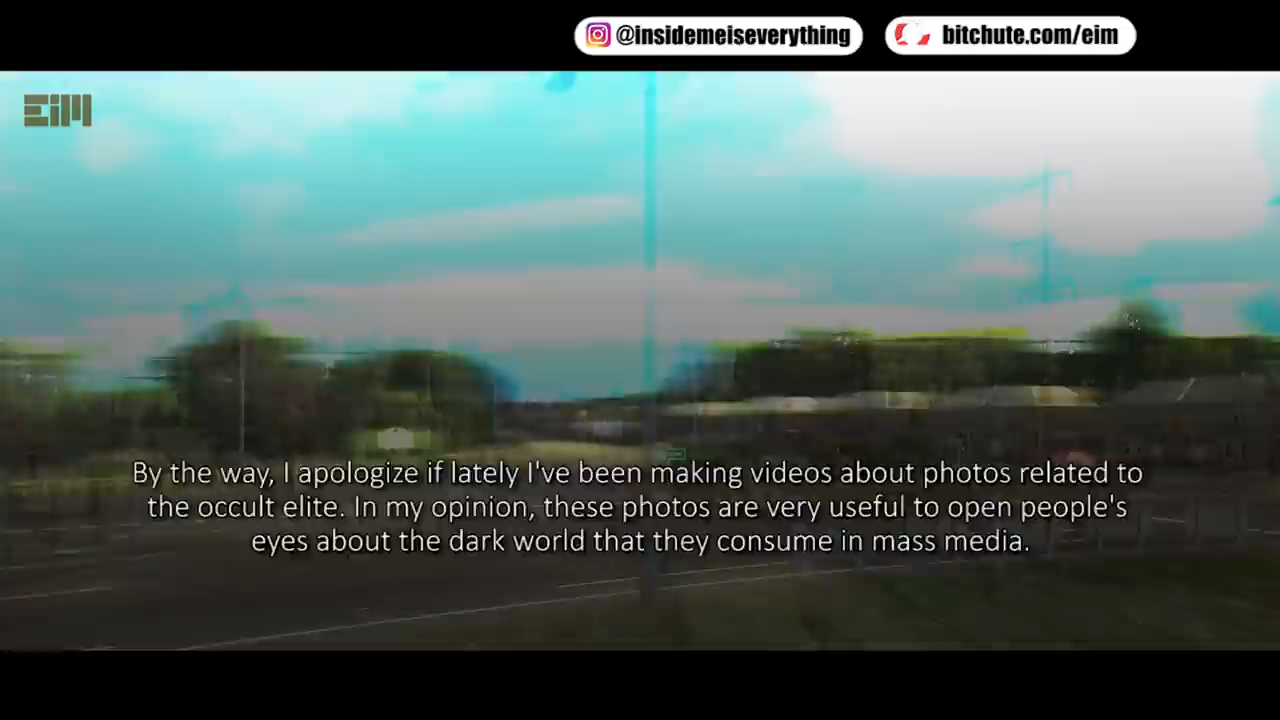 @insidemeiseverything
bitchute.com/eim
EiM
By the way, I apologize if lately I've been making videos about photos related to
the occult elite. In my opinion, these photos are very useful to open people's
eyes about the dark world that they consume in mass media.